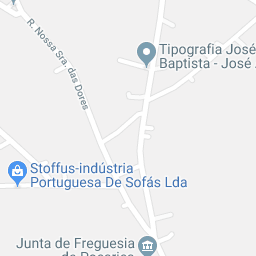 R. Nossa Sra. das Dores
Tipografia José
Baptista - José
Stoffus-indústria
Portuguesa De Sofás Lda
Junta de Freguesia